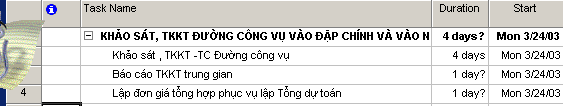 Task Name Duration Start
KHẢO SÁT, TKKT ĐƯỜNG CÔNG VỤ VÀO ĐẬP CHÍNH VÀ VÀO N 4 days? Mon 3/24/03
Khảo sát , TKKT -TC Đường công vụ 4 days Mon 3/24/03
Báo cáo TKKT trung gian 1 day? Mon 3/24/03
4 Lập đơn giá tổng hợp phục vụ lập Tổng dự toán 1 day? Mon 3/24/03